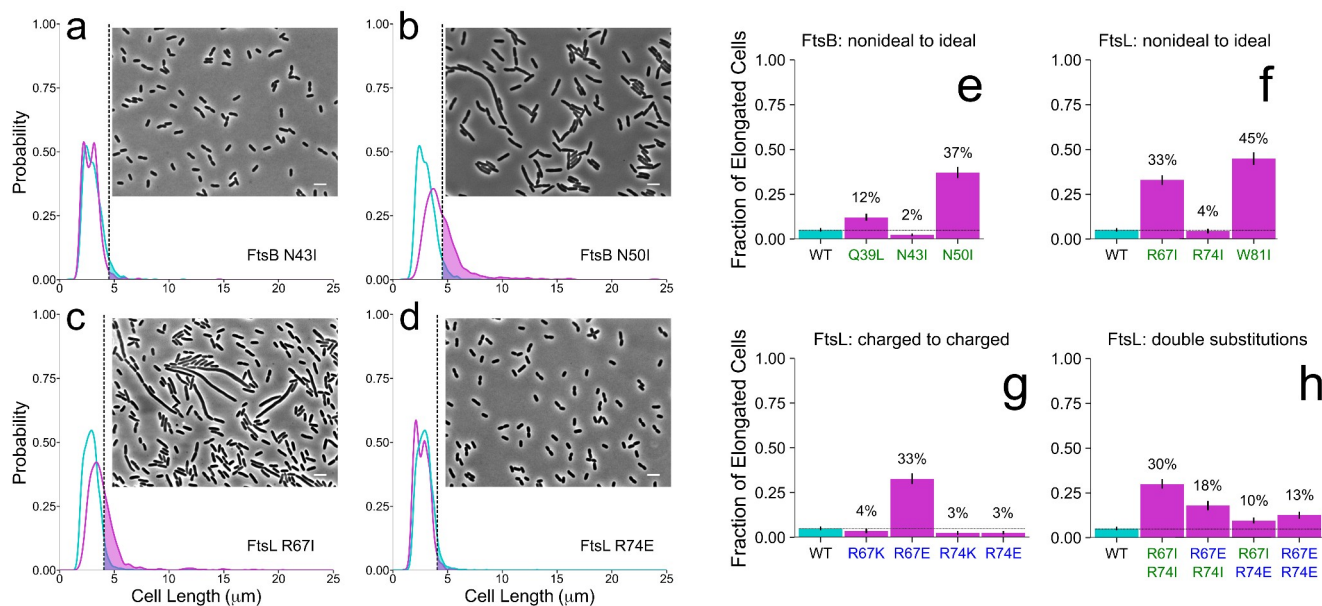 a
1.00
0.75
0.50
0.25
0.00
Probability
FtsB N43I
0 5 10 15 20 25
b
1.00
0.75
0.50
0.25
0.00
FtsB N50I
0 5 10 15 20 25
c
1.00
0.75
0.50
0.25
0.00
Probability
FtsL R67I
0 5 10 15 20 25
Cell Length (μm)
d
1.00
0.75
0.50
0.25
0.00
FtsL R74E
0 5 10 15 20 25
Cell Length (μm)
FtsB: nonideal to ideal
e
1.00
0.75
0.50
0.25
0.00
Fraction of Elongated Cells
12% 2% 37%
WT Q39L N43I N50I
FtsL: nonideal to ideal
f
1.00
0.75
0.50
0.25
0.00
33% 4% 45%
WT R67I R74I W81I
FtsL: charged to charged
g
1.00
0.75
0.50
0.25
0.00
Fraction of Elongated Cells
4% 33% 3% 3%
WT R67K R67E R74K R74E
FtsL: double substitutions
h
1.00
0.75
0.50
0.25
0.00
30% 18% 10% 13%
WT R67I R67E R67I R67E
R74I R74I R74E R74E